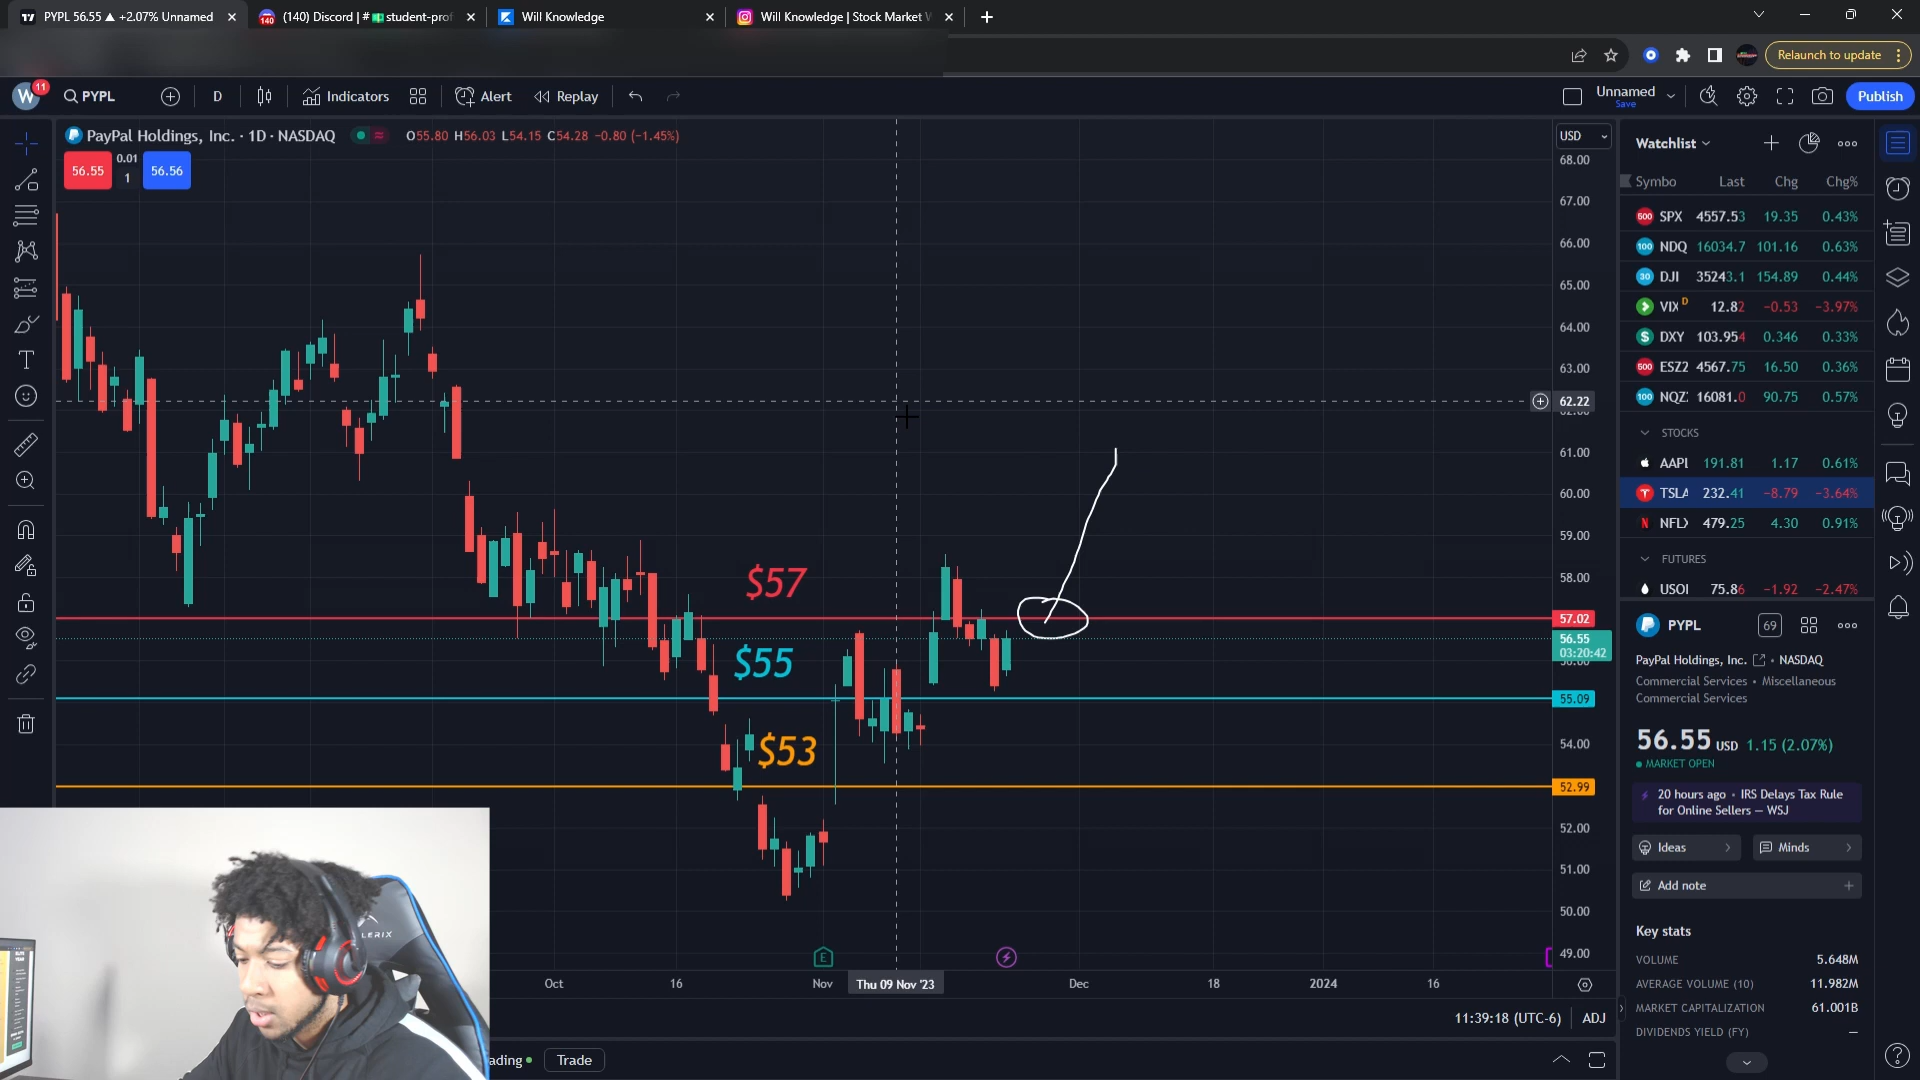 PYPL 56.55 ▲ +2.07% Unnamed
(140) Discord | # student-prof
Will Knowledge
Will Knowledge | Stock Market W
Relaunch to update
W 11
PYPL
D
Indicators
Alert
Replay
Unnamed
Save
Publish
PayPal Holdings, Inc. · 1D · NASDAQ
O55.80 H56.03 L54.15 C54.28 −0.80 (−1.45%)
56.55
0.01
1
56.56
USD
68.00
67.00
66.00
65.00
64.00
63.00
62.22
61.00
60.00
59.00
58.00
57.02
56.55
03:20:42
55.09
54.00
52.99
52.00
51.00
50.00
49.00
$57
$55
$53
E
Oct
16
Nov
Thu 09 Nov '23
Dec
18
2024
16
11:39:18 (UTC-6)
ADJ
ading
Trade
LERIX
Watchlist
Symbo Last Chg Chg%
500 SPX 4557.53 19.35 0.43%
100 NDQ 16034.7 101.16 0.63%
30 DJI 35243.1 154.89 0.44%
VIX D 12.82 −0.53 −3.97%
DXY 103.954 0.346 0.33%
500 ESZ2 4567.75 16.50 0.36%
100 NQZ 16081.0 90.75 0.57%
STOCKS
AAPL 191.81 1.17 0.61%
TSLA 232.41 −8.79 −3.64%
NFLX 479.25 4.30 0.91%
FUTURES
USOI 75.86 −1.92 −2.47%
PYPL
69
PayPal Holdings, Inc. • NASDAQ
Commercial Services • Miscellaneous
Commercial Services
56.55 USD 1.15 (2.07%)
MARKET OPEN
20 hours ago • IRS Delays Tax Rule
for Online Sellers — WSJ
Ideas
Minds
Add note
Key stats
VOLUME 5.648M
AVERAGE VOLUME (10) 11.982M
MARKET CAPITALIZATION 61.001B
DIVIDENDS YIELD (FY) —